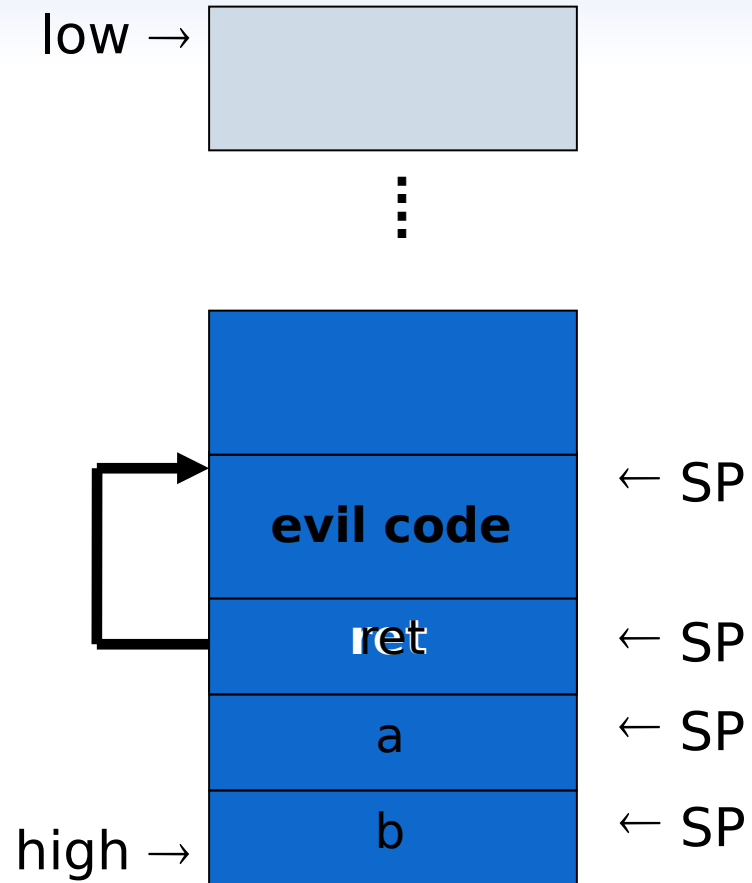 low →
⋮
← SP
evil code
ret
← SP
a
← SP
b
← SP
high →